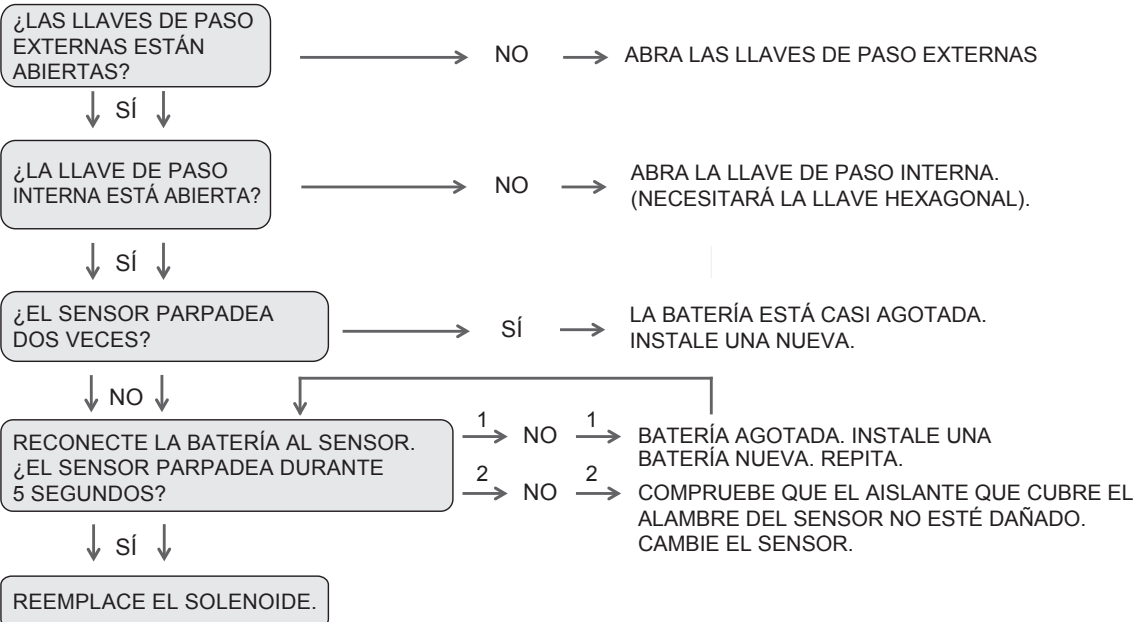 ¿LAS LLAVES DE PASO
EXTERNAS ESTÁN
ABIERTAS?
NO
ABRA LAS LLAVES DE PASO EXTERNAS
SÍ
¿LA LLAVE DE PASO
INTERNA ESTÁ ABIERTA?
NO
ABRA LA LLAVE DE PASO INTERNA.
(NECESITARÁ LA LLAVE HEXAGONAL).
SÍ
¿EL SENSOR PARPADEA
DOS VECES?
SÍ
LA BATERÍA ESTÁ CASI AGOTADA.
INSTALE UNA NUEVA.
NO
RECONECTE LA BATERÍA AL SENSOR.
¿EL SENSOR PARPADEA DURANTE
5 SEGUNDOS?
1 NO 1
BATERÍA AGOTADA. INSTALE UNA
BATERÍA NUEVA. REPITA.
2 NO 2
COMPRUEBE QUE EL AISLANTE QUE CUBRE EL
ALAMBRE DEL SENSOR NO ESTÉ DAÑADO.
CAMBIE EL SENSOR.
SÍ
REEMPLACE EL SOLENOIDE.